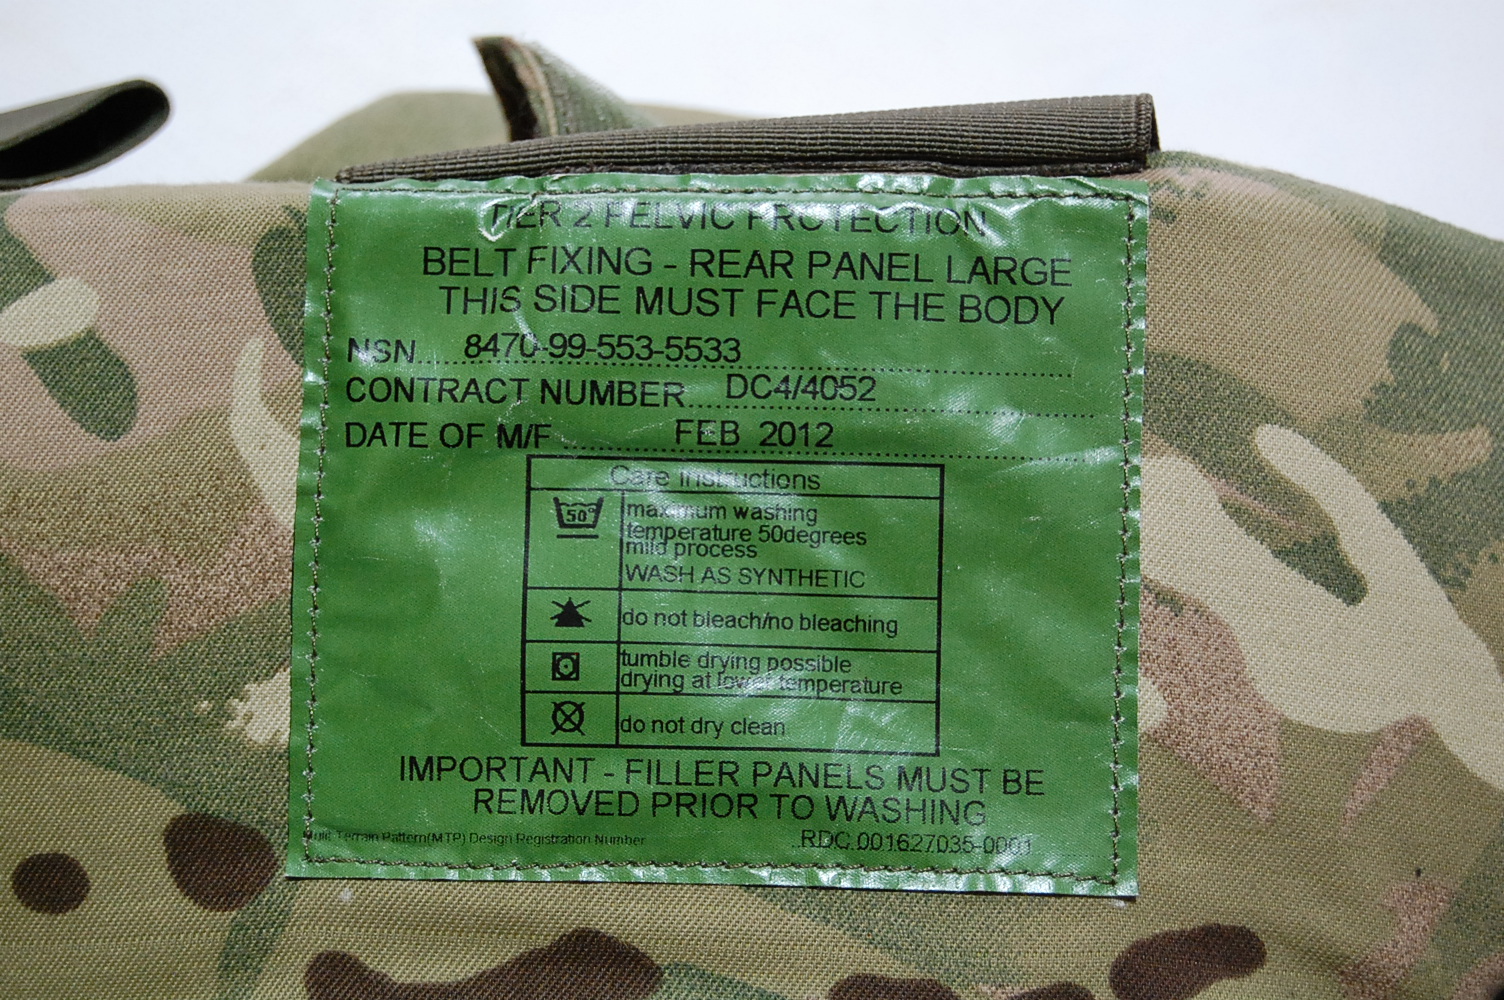 TIER 2 PELVIC PROTECTION
BELT FIXING - REAR PANEL LARGE
THIS SIDE MUST FACE THE BODY
NSN..... 8470-99-553-5533
CONTRACT NUMBER DC4/4052
DATE OF M/F ........ FEB 2012
Care instructions
50°
maximum washing
temperature 50degrees
mild process
WASH AS SYNTHETIC
do not bleach/no bleaching
tumble drying possible
drying at lower temperature
do not dry clean
IMPORTANT - FILLER PANELS MUST BE
REMOVED PRIOR TO WASHING
Multi Terrain Pattern(MTP) Design Registration Number ..RDC.001627035-0001